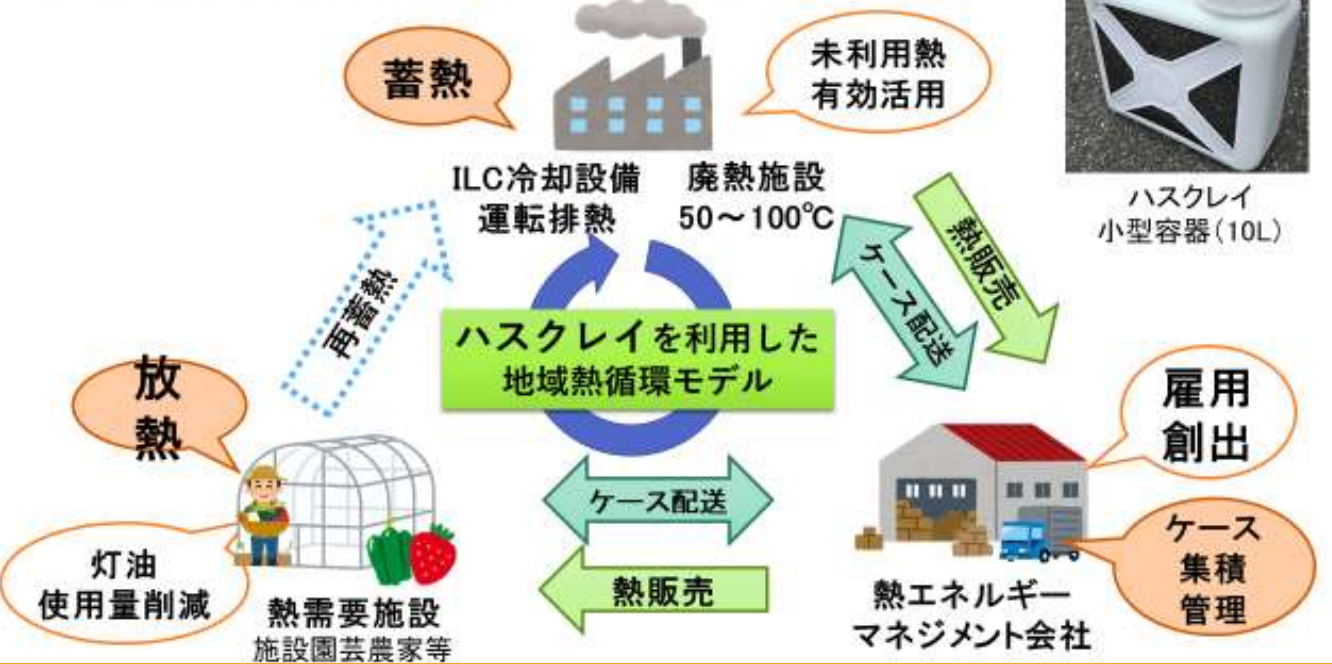 蓄熱
未利用熱
有効活用
ILC冷却設備
運転排熱
廃熱施設
50～100℃
ハスクレイ
小型容器(10L)
熱販売
ケース配送
再蓄熱
ハスクレイを利用した
地域熱循環モデル
放
熱
雇用
創出
ケース配送
熱販売
ケース
集積
管理
灯油
使用量削減
熱需要施設
施設園芸農家等
熱エネルギー
マネジメント会社